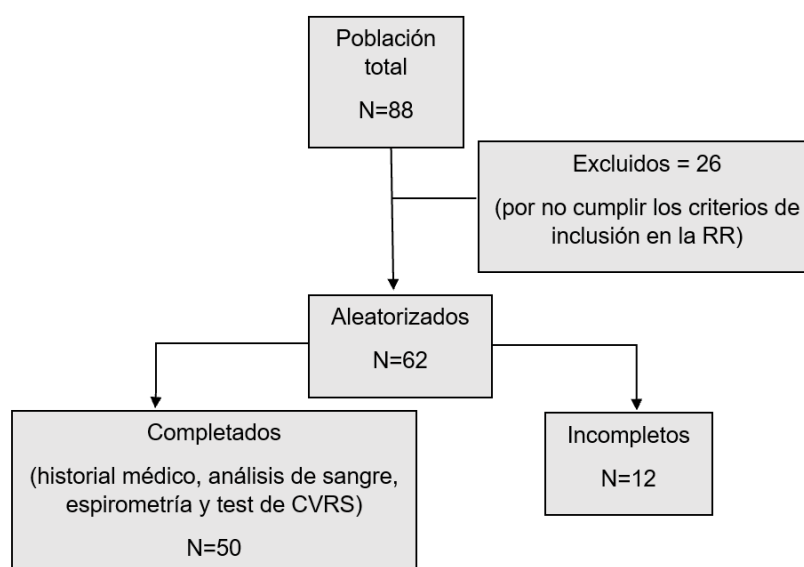 Población
total
N=88
Excluidos = 26
(por no cumplir los criterios de
inclusión en la RR)
Aleatorizados
N=62
Completados
(historial médico, análisis de sangre,
espirometría y test de CVRS)
N=50
Incompletos
N=12